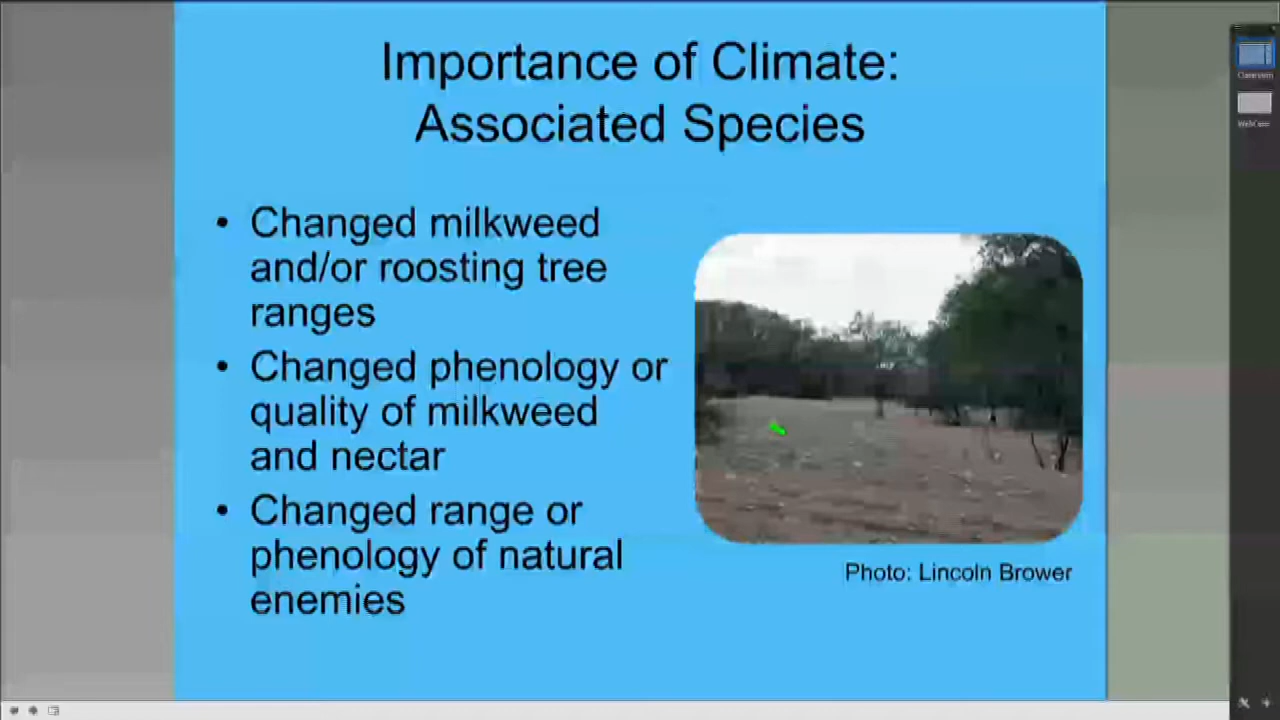 Importance of Climate:
Associated Species
• Changed milkweed
and/or roosting tree
ranges
• Changed phenology or
quality of milkweed
and nectar
• Changed range or
phenology of natural
enemies
Photo: Lincoln Brower
Classroom